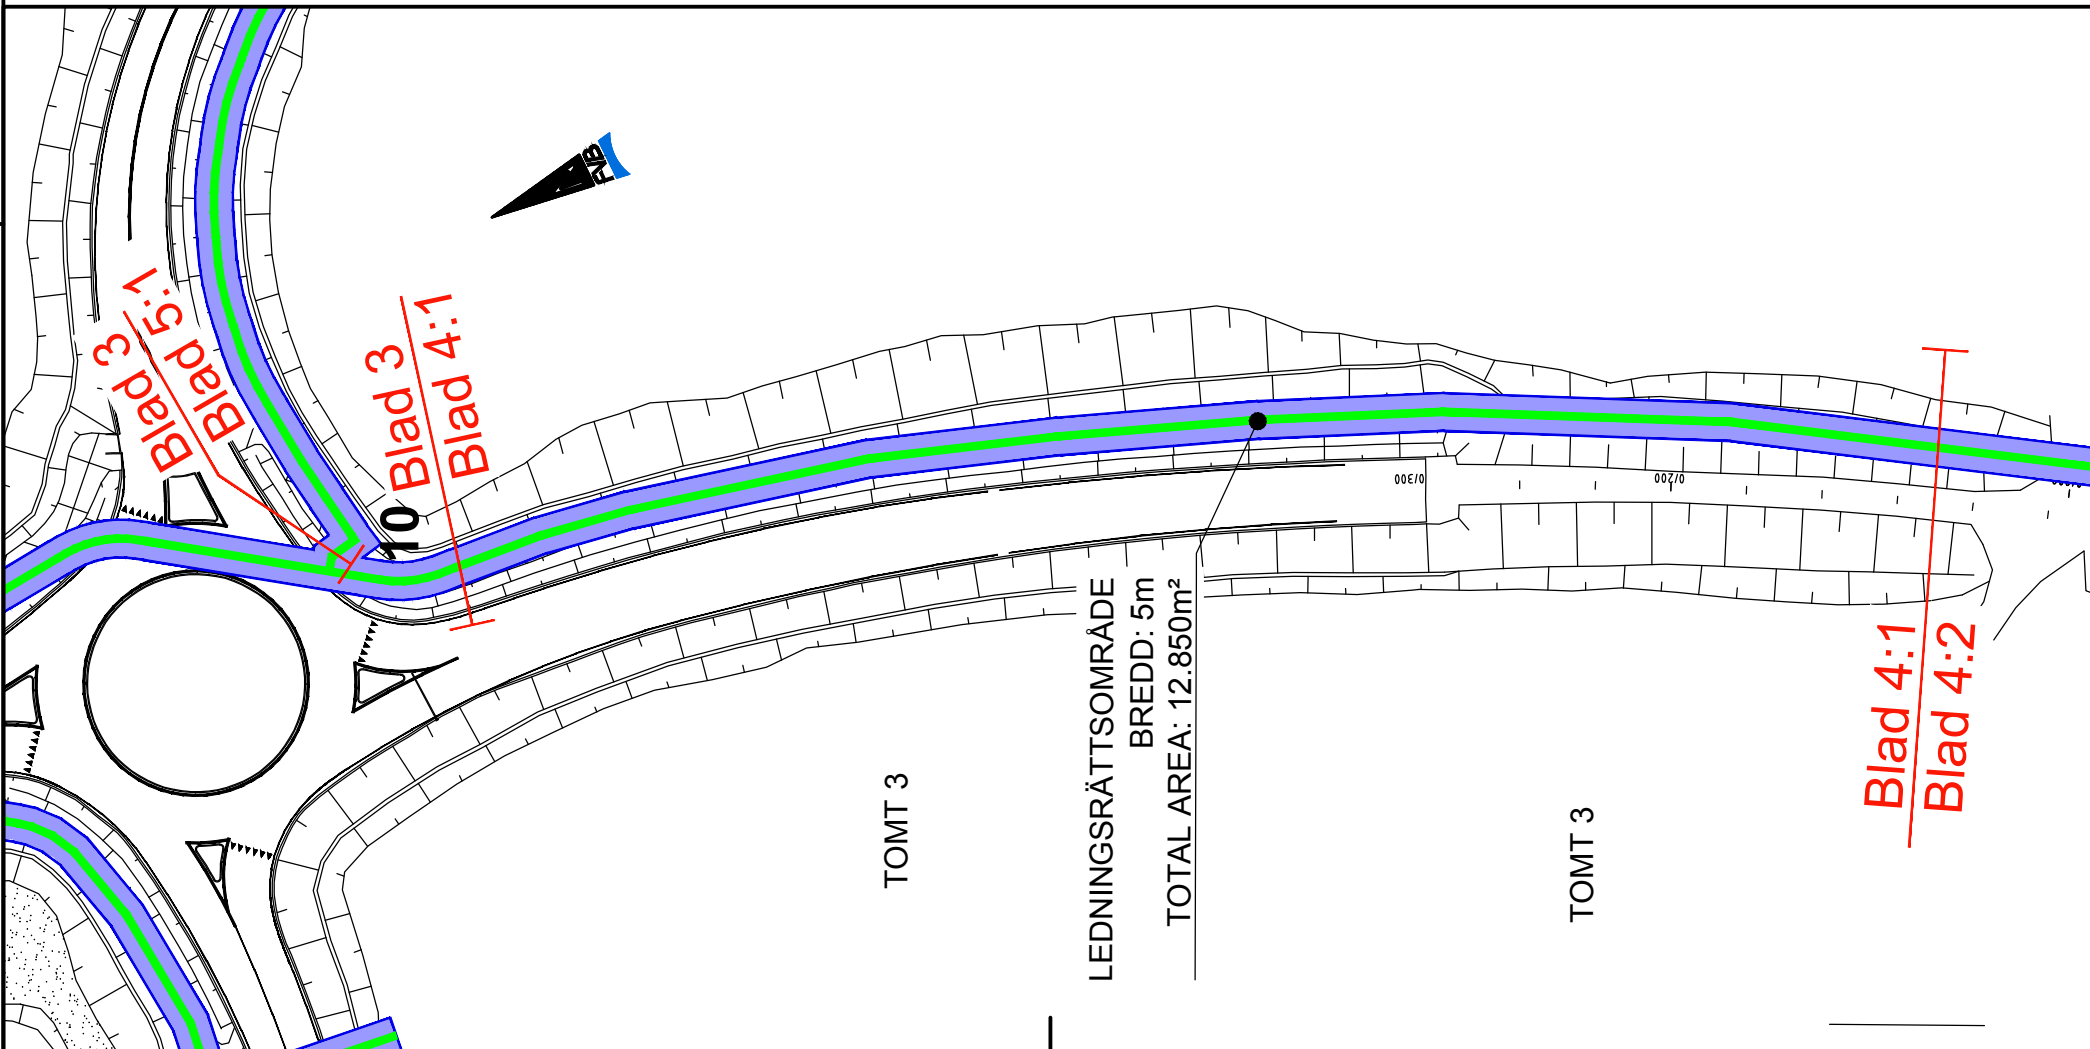 Blad 3
Blad 5:1
Blad 3
Blad 4:1
10
FVB
0/300
0/200
LEDNINGSRÄTTSOMRÅDE
BREDD: 5m
TOTAL AREA: 12.850m²
TOMT 3
TOMT 3
Blad 4:1
Blad 4:2